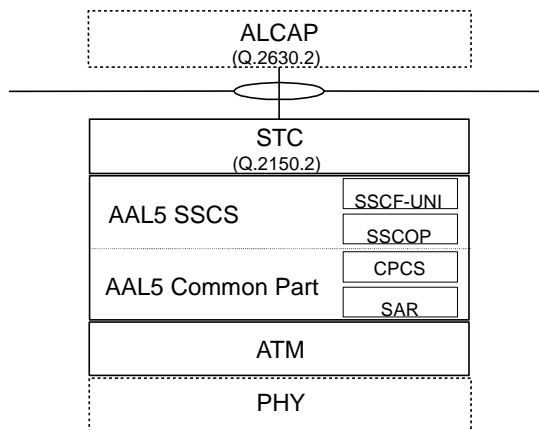 ALCAP
(Q.2630.2)
STC
(Q.2150.2)
AAL5 SSCS
SSCF-UNI
SSCOP
AAL5 Common Part
CPCS
SAR
ATM
PHY